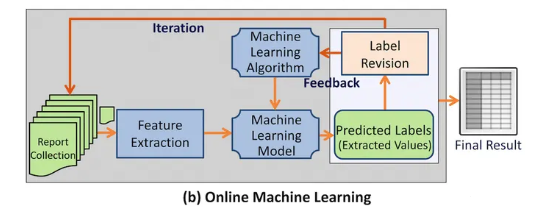 Iteration
Machine
Learning
Algorithm
Label
Revision
Feedback
Report
Collection
Feature
Extraction
Machine
Learning
Model
Predicted Labels
(Extracted Values)
Final Result
(b) Online Machine Learning